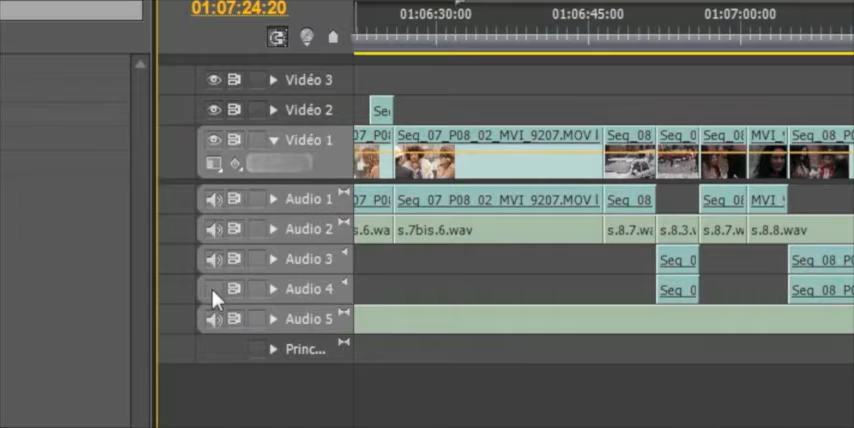 01:07:24:20
01:06:30:00 01:06:45:00 01:07:00:00
Vidéo 3
Vidéo 2 Se
Vidéo 1 07_P0 Seq_07_P08_02_MVI_9207.MOV Seq_08 Seq_0 Seq_0 MVI_ Seq_08_P0
Audio 1 07_P0 Seq_07_P08_02_MVI_9207.MOV Seq_08 Seq_0 MVI_
Audio 2 s.6.wa s.7bis.6.wav s.8.7.w s.8.3. s.8.7.w s.8.8.wav
Audio 3 Seq_0 Seq_08_P0
Audio 4 Seq_0 Seq_08_P0
Audio 5
Princ...